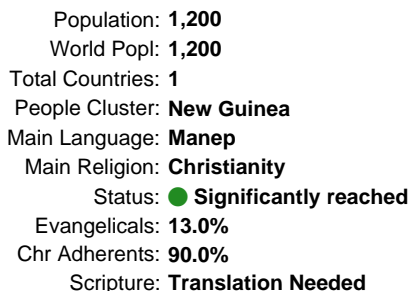 Population: 1,200
World Popl: 1,200
Total Countries: 1
People Cluster: New Guinea
Main Language: Manep
Main Religion: Christianity
Status: Significantly reached
Evangelicals: 13.0%
Chr Adherents: 90.0%
Scripture: Translation Needed